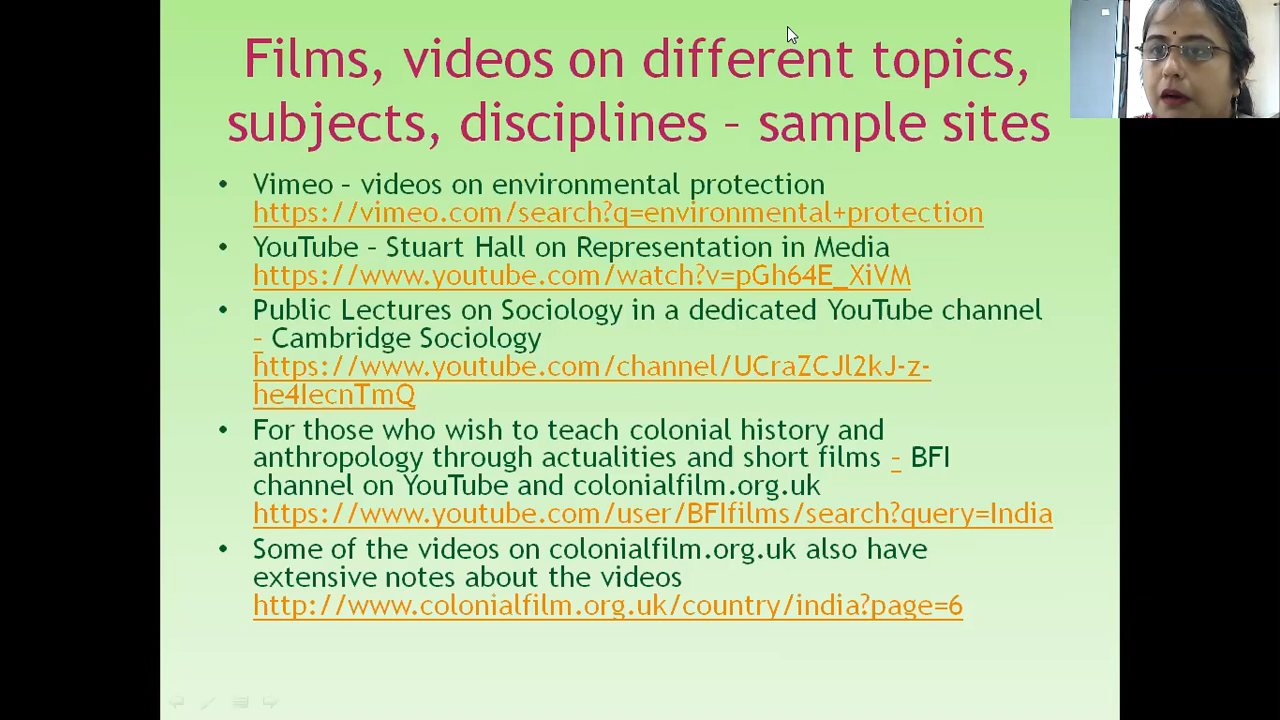 Films, videos on different topics,
subjects, disciplines – sample sites
• Vimeo – videos on environmental protection
https://vimeo.com/search?q=environmental+protection
• YouTube – Stuart Hall on Representation in Media
https://www.youtube.com/watch?v=pGh64E_XiVM
• Public Lectures on Sociology in a dedicated YouTube channel
– Cambridge Sociology
https://www.youtube.com/channel/UCraZCJl2kJ-z-
he4IecnTmQ
• For those who wish to teach colonial history and
anthropology through actualities and short films – BFI
channel on YouTube and colonialfilm.org.uk
https://www.youtube.com/user/BFIfilms/search?query=India
• Some of the videos on colonialfilm.org.uk also have
extensive notes about the videos
http://www.colonialfilm.org.uk/country/india?page=6